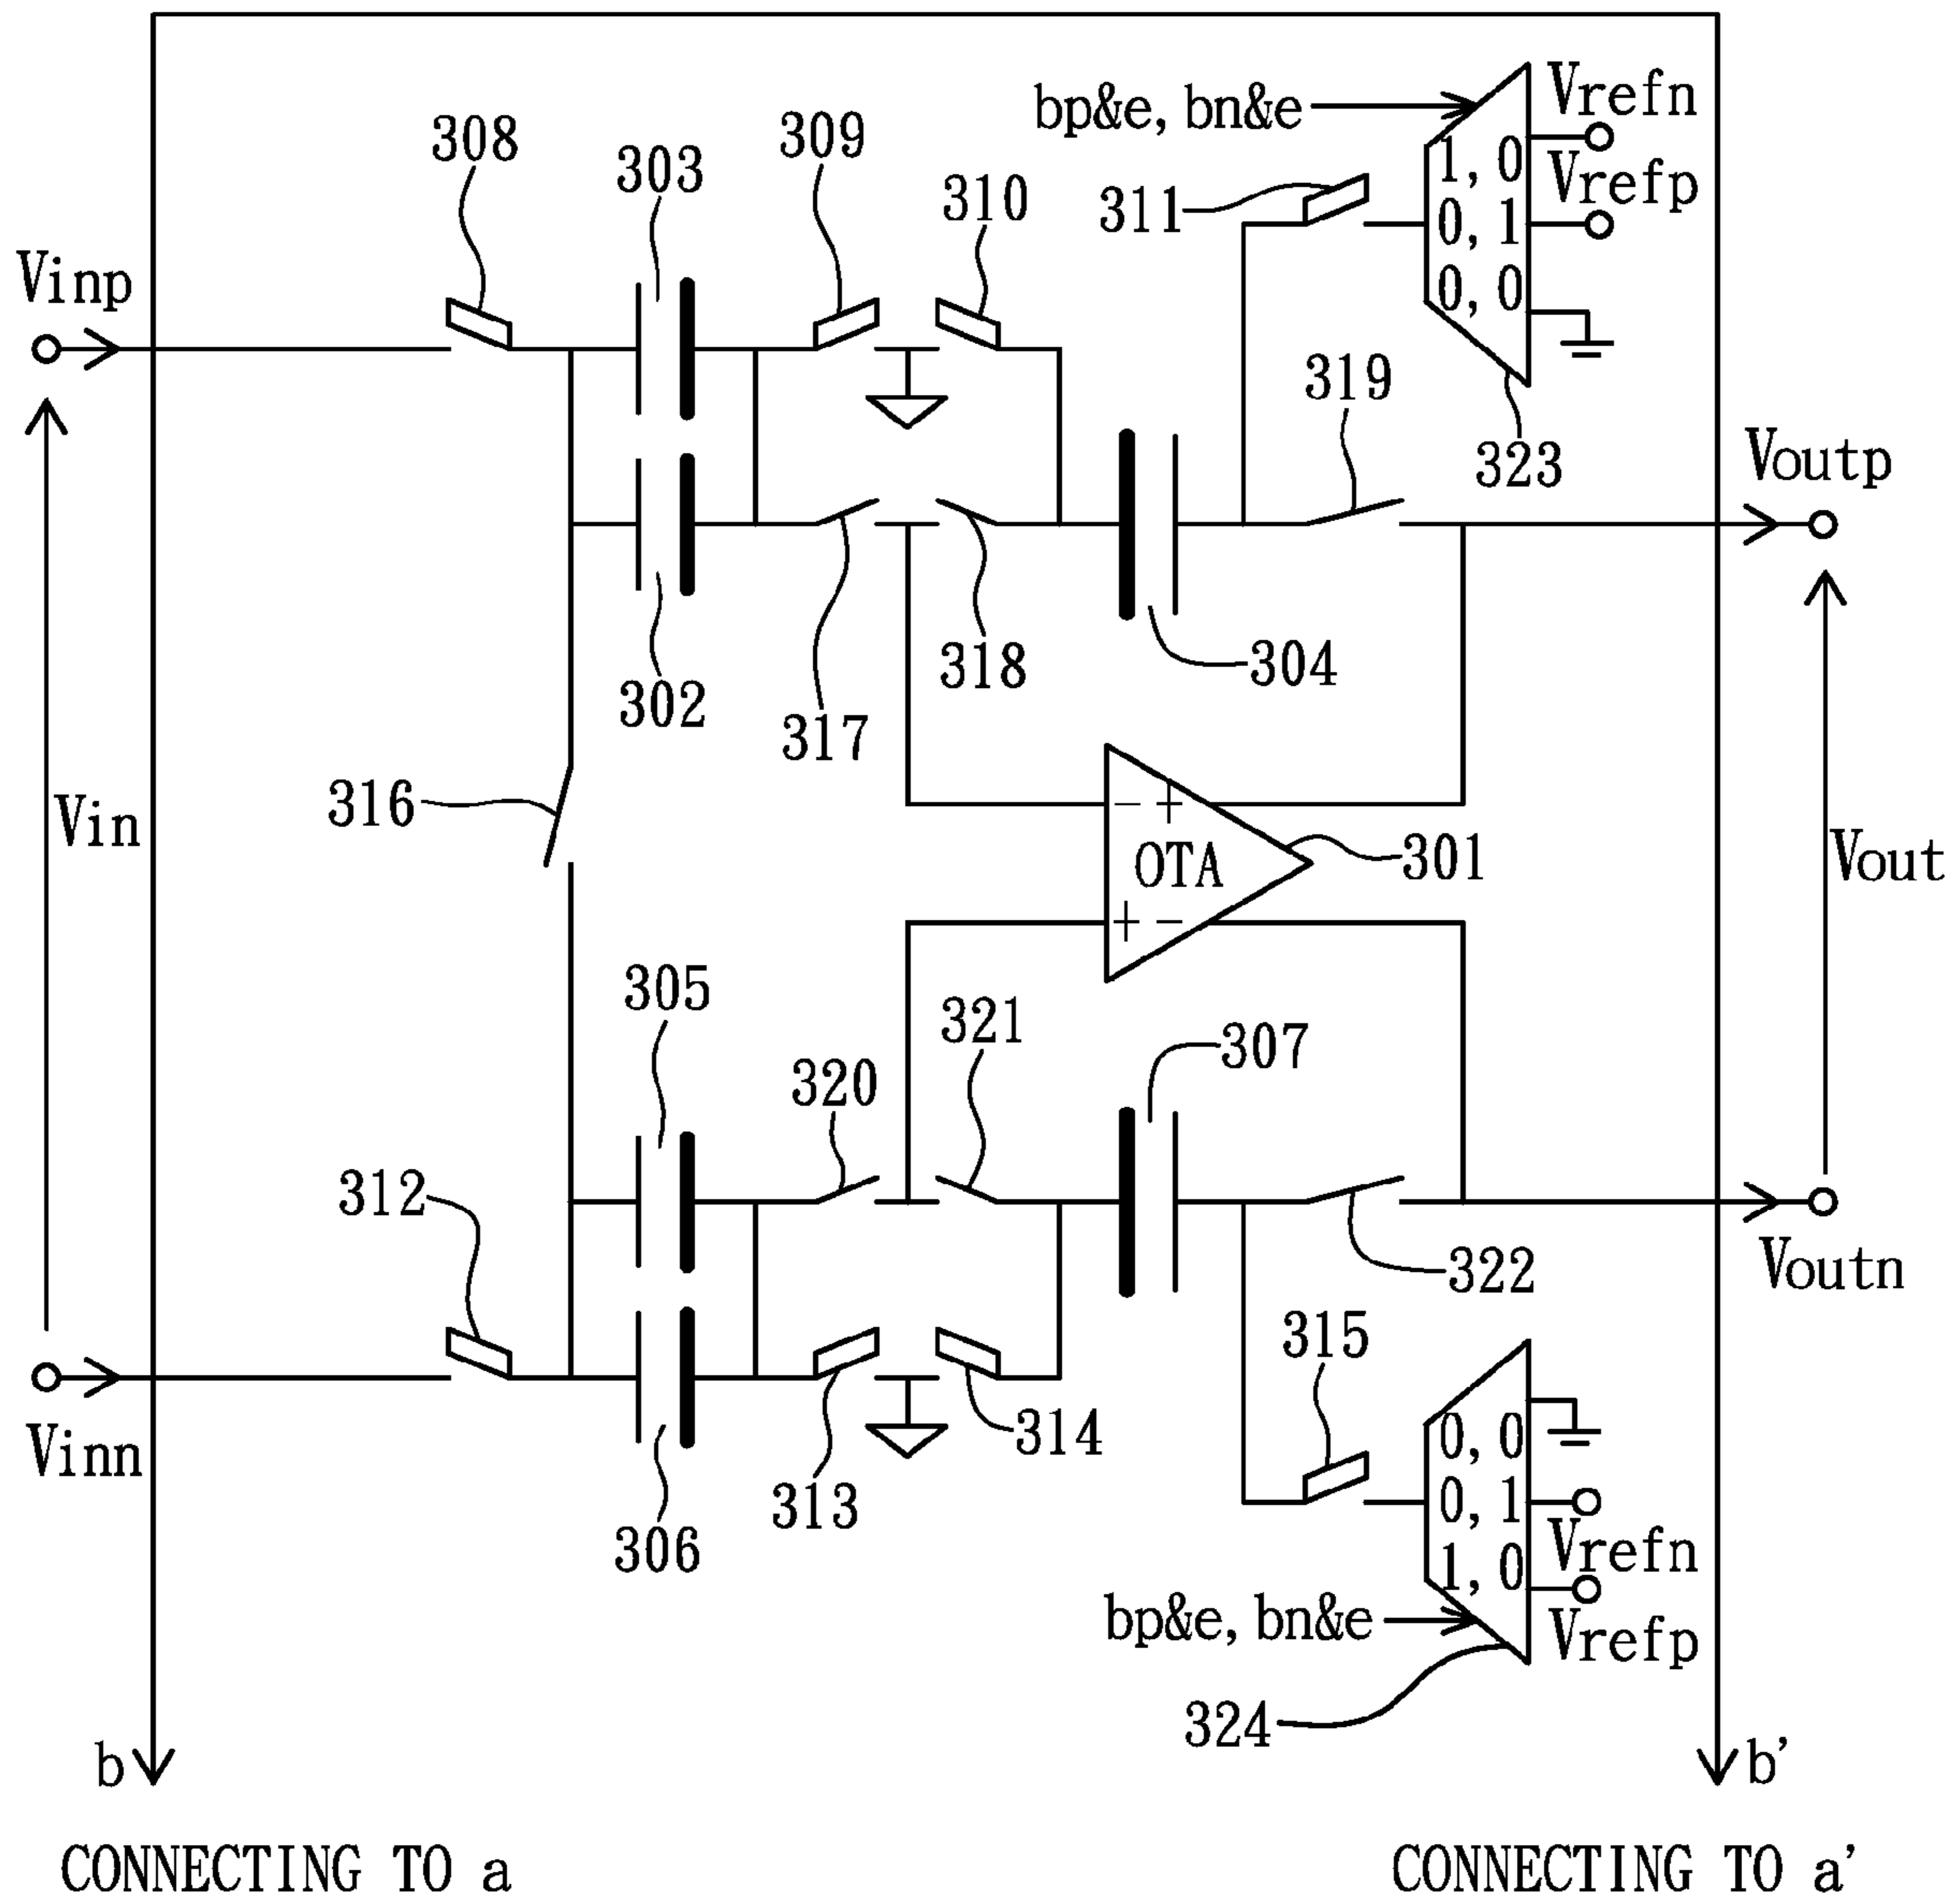 bp&e, bn&e
Vrefn
1, 0
Vrefp
0, 1
0, 0
308
303
309
310
311
Vinp
319
323
Voutp
302
317
318
304
316
Vin
- +
OTA
+ -
301
Vout
305
321
307
320
312
322
Voutn
315
Vinn
306
313
314
0, 0
0, 1
Vrefn
1, 0
Vrefp
bp&e, bn&e
324
b
b'
CONNECTING TO a
CONNECTING TO a'